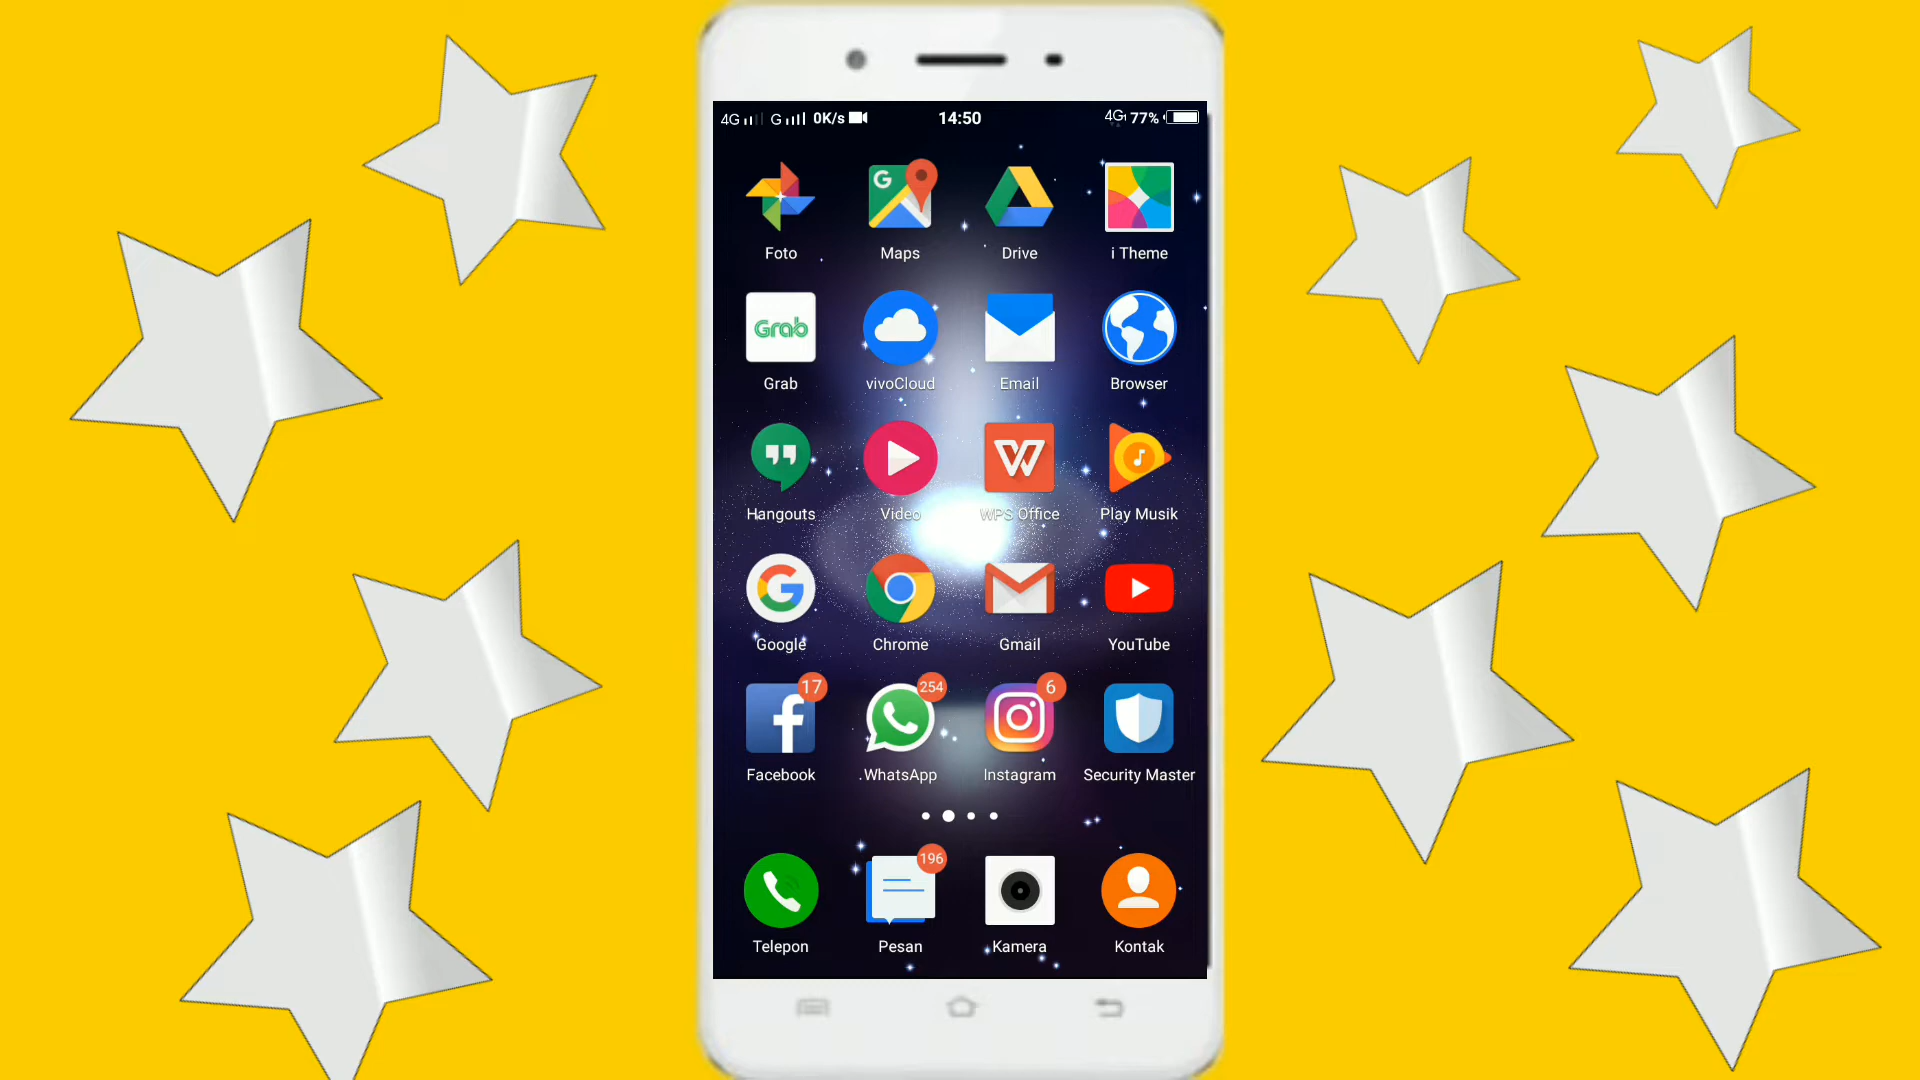 4G G 0K/s 14:50 4G 77%
Foto Maps Drive i Theme
Grab
Grab vivoCloud Email Browser
Hangouts Video WPS Office Play Musik
Google Chrome Gmail YouTube
17 254 6
Facebook WhatsApp Instagram Security Master
196
Telepon Pesan Kamera Kontak